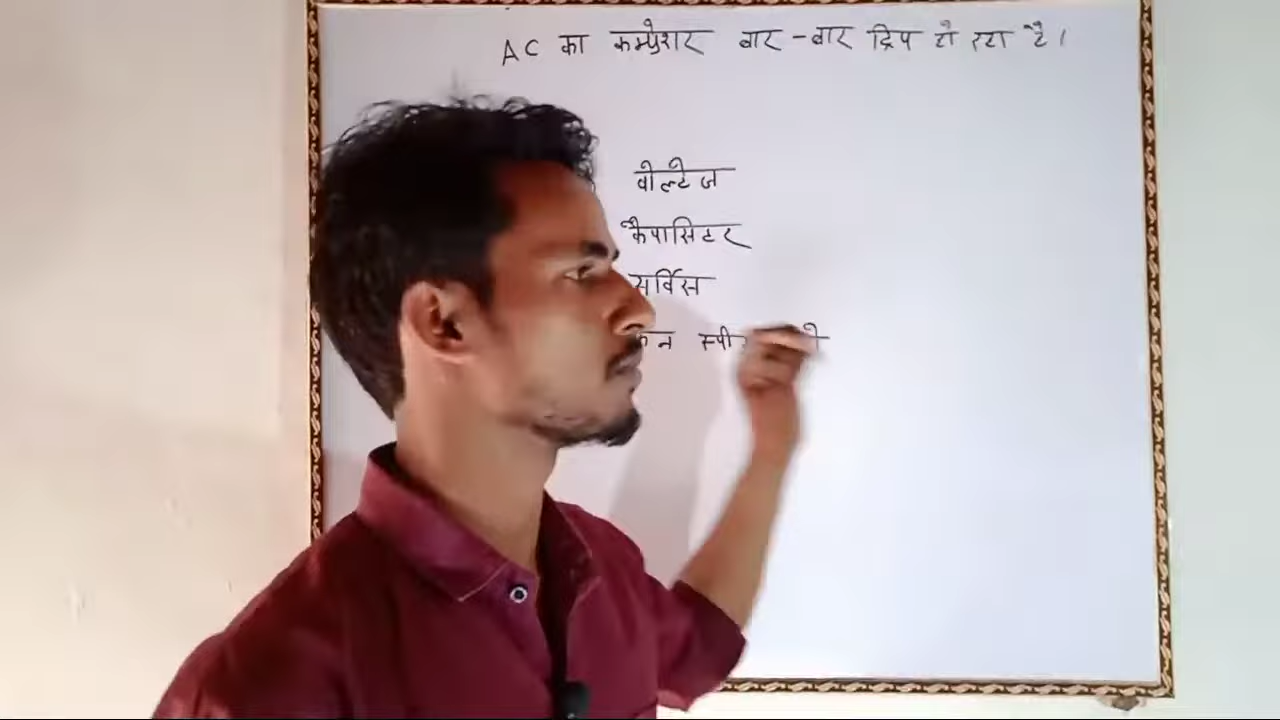 AC का कम्प्रेशर बार-बार ट्रिप हो रहा है।
वोल्टेज
कैपासिटर
सर्विस
फैन